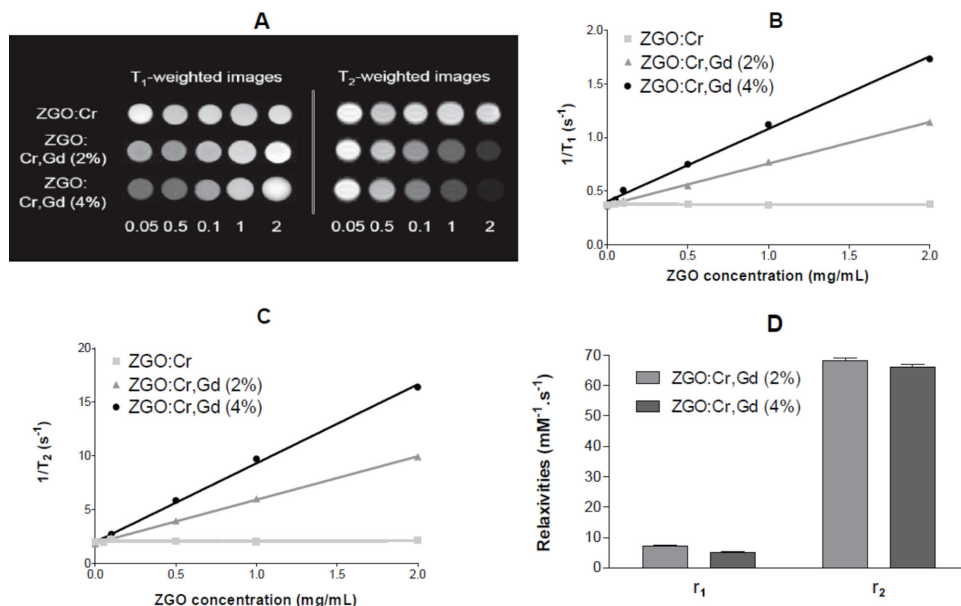 A
T1-weighted images
T2-weighted images
ZGO:Cr
ZGO:
Cr,Gd (2%)
ZGO:
Cr,Gd (4%)
0.05 0.5 0.1 1 2
0.05 0.5 0.1 1 2
B
ZGO:Cr
ZGO:Cr,Gd (2%)
ZGO:Cr,Gd (4%)
1/T1 (s-1)
2.0
1.5
1.0
0.5
0.0
0.0 0.5 1.0 1.5 2.0
ZGO concentration (mg/mL)
C
ZGO:Cr
ZGO:Cr,Gd (2%)
ZGO:Cr,Gd (4%)
1/T2 (s-1)
20
15
10
5
0
0.0 0.5 1.0 1.5 2.0
ZGO concentration (mg/mL)
D
ZGO:Cr,Gd (2%)
ZGO:Cr,Gd (4%)
Relaxivities (mM-1.s-1)
70
60
50
40
30
20
10
0
r1 r2